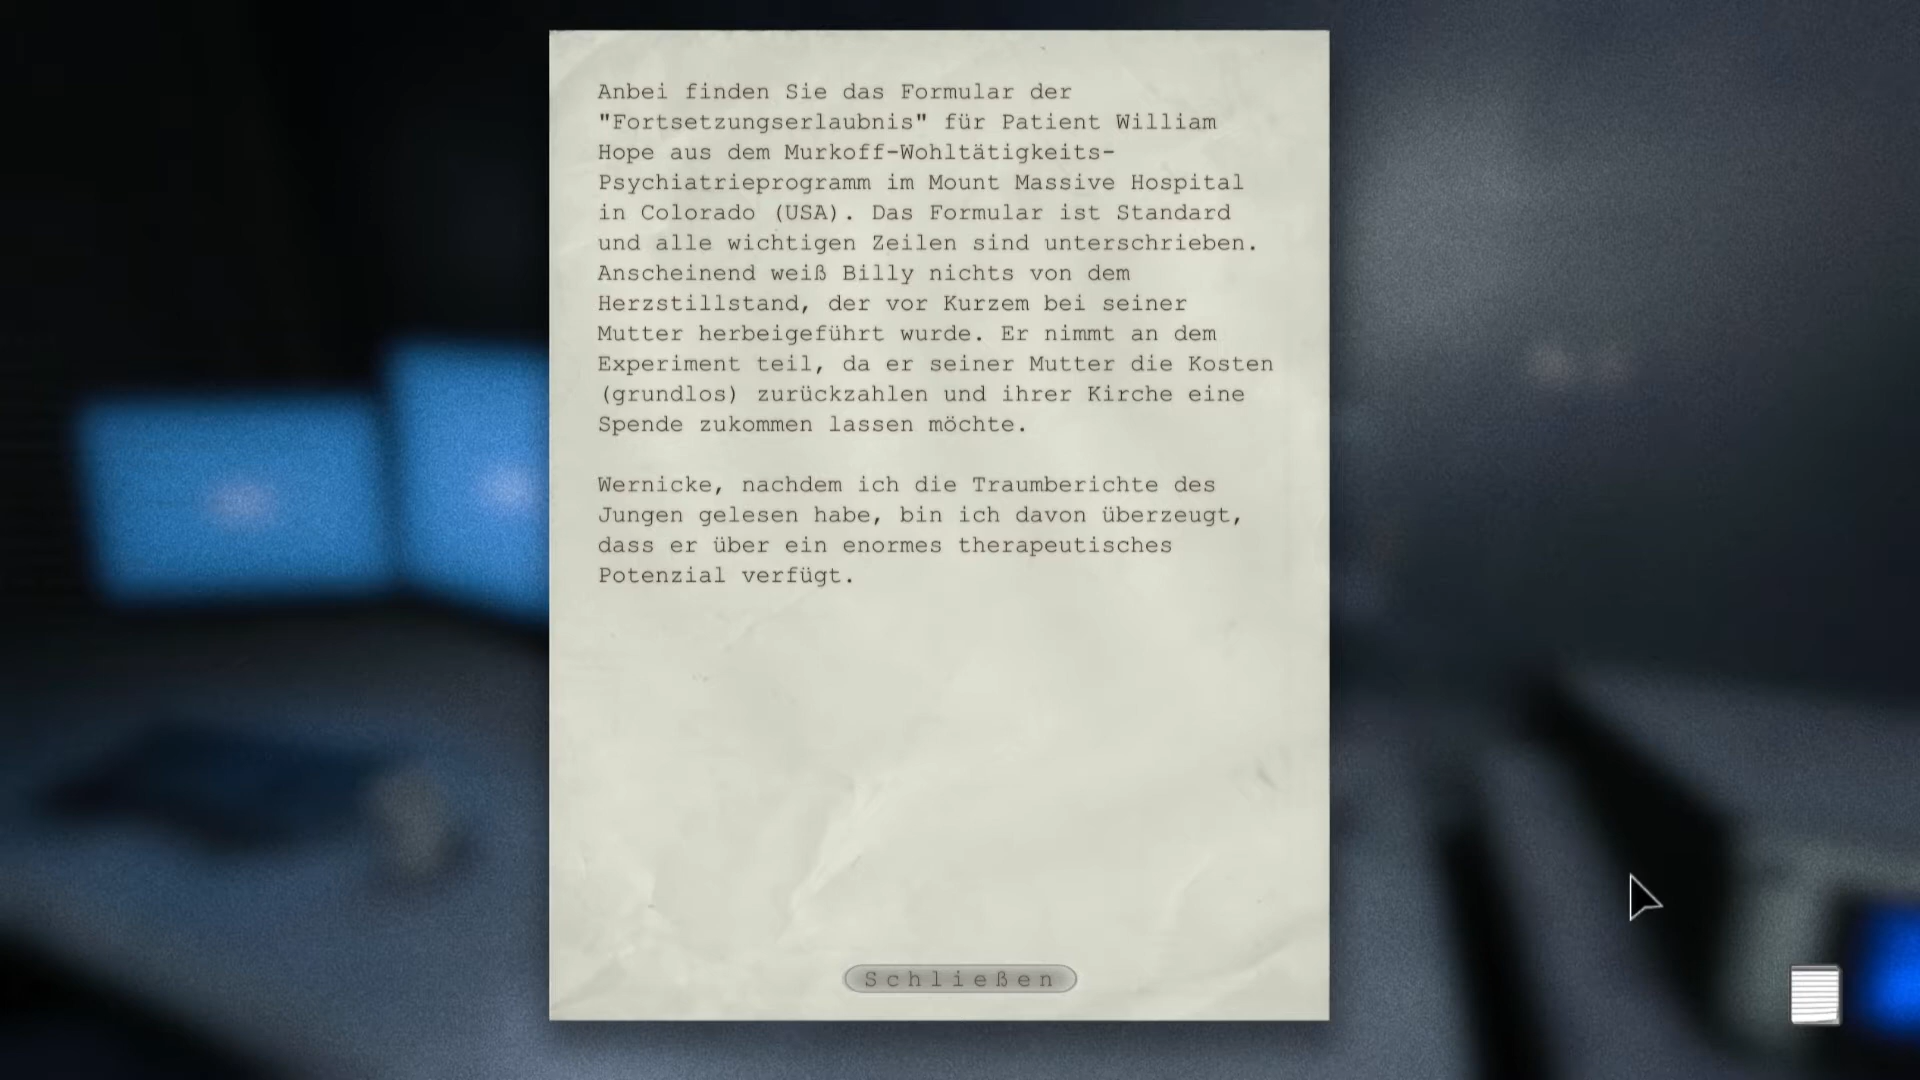 Anbei finden Sie das Formular der
"Fortsetzungserlaubnis" für Patient William
Hope aus dem Murkoff-Wohltätigkeits-
Psychiatrieprogramm im Mount Massive Hospital
in Colorado (USA). Das Formular ist Standard
und alle wichtigen Zeilen sind unterschrieben.
Anscheinend weiß Billy nichts von dem
Herzstillstand, der vor Kurzem bei seiner
Mutter herbeigeführt wurde. Er nimmt an dem
Experiment teil, da er seiner Mutter die Kosten
(grundlos) zurückzahlen und ihrer Kirche eine
Spende zukommen lassen möchte.
Wernicke, nachdem ich die Traumberichte des
Jungen gelesen habe, bin ich davon überzeugt,
dass er über ein enormes therapeutisches
Potenzial verfügt.
Schließen